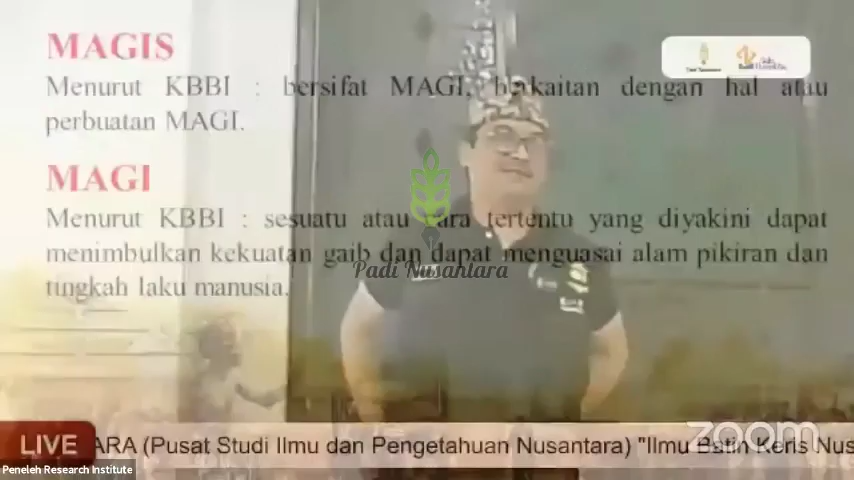 MAGIS
Menurut KBBI : bersifat MAGI, berkaitan dengan hal atau
perbuatan MAGI.
MAGI
Menurut KBBI : sesuatu atau cara tertentu yang diyakini dapat
menimbulkan kekuatan gaib dan dapat menguasai alam pikiran dan
tingkah laku manusia.
Padi Nusantara
zoom
LIVE ARA (Pusat Studi Ilmu dan Pengetahuan Nusantara) "Ilmu Batin Keris Nus
Peneleh Research Institute